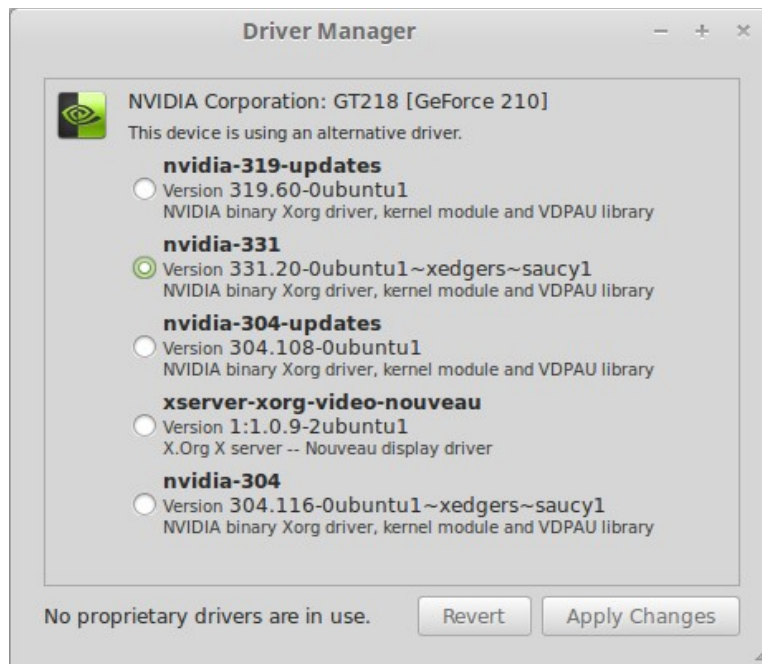 Driver Manager
NVIDIA Corporation: GT218 [GeForce 210]
This device is using an alternative driver.
nvidia-319-updates
Version 319.60-0ubuntu1
NVIDIA binary Xorg driver, kernel module and VDPAU library
nvidia-331
Version 331.20-0ubuntu1~xedgers~saucy1
NVIDIA binary Xorg driver, kernel module and VDPAU library
nvidia-304-updates
Version 304.108-0ubuntu1
NVIDIA binary Xorg driver, kernel module and VDPAU library
xserver-xorg-video-nouveau
Version 1:1.0.9-2ubuntu1
X.Org X server -- Nouveau display driver
nvidia-304
Version 304.116-0ubuntu1~xedgers~saucy1
NVIDIA binary Xorg driver, kernel module and VDPAU library
No proprietary drivers are in use.
Revert
Apply Changes